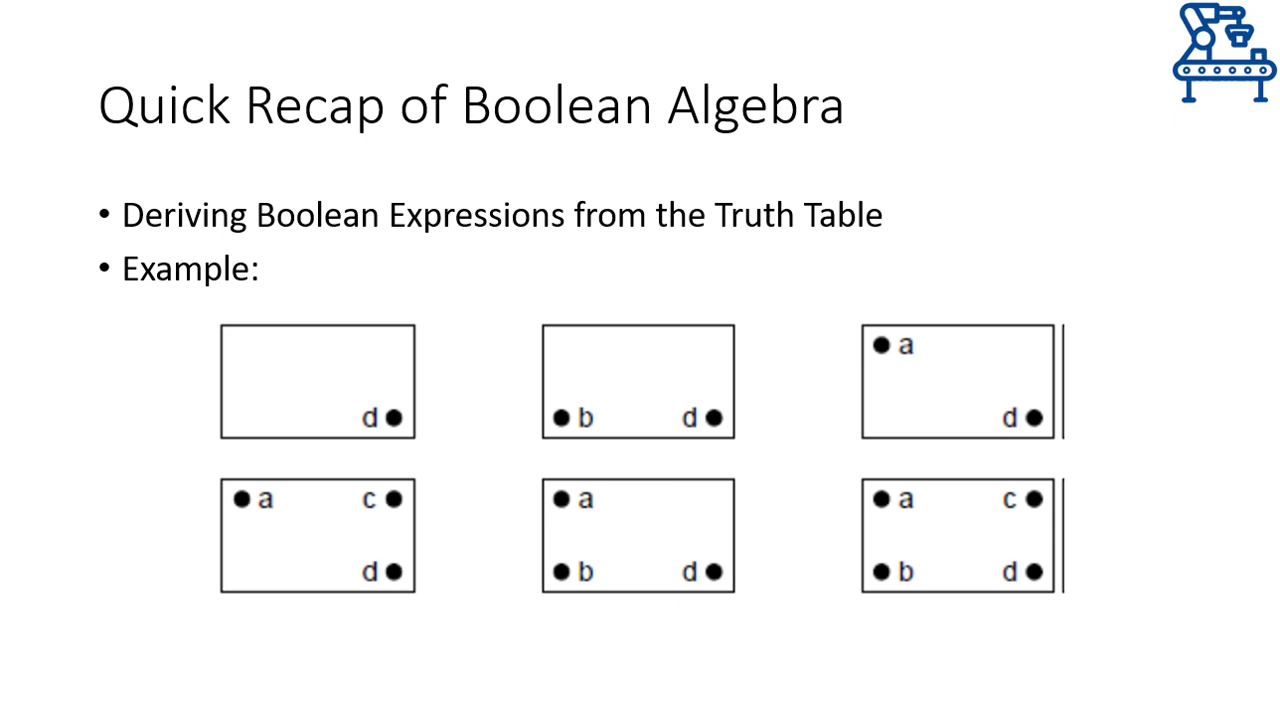 Quick Recap of Boolean Algebra
• Deriving Boolean Expressions from the Truth Table
• Example:
d
b d
a
d
a c
d
a
b d
a c
b d